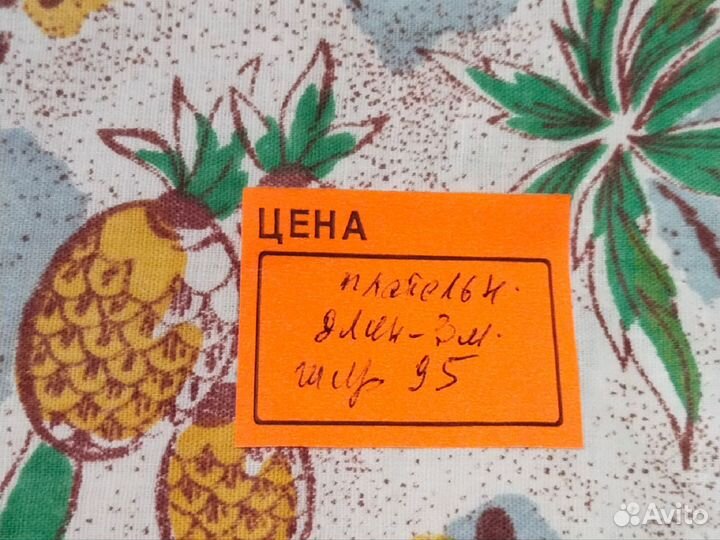 ЦЕНА
плательн.
длин-3м.
шир 95
Avito